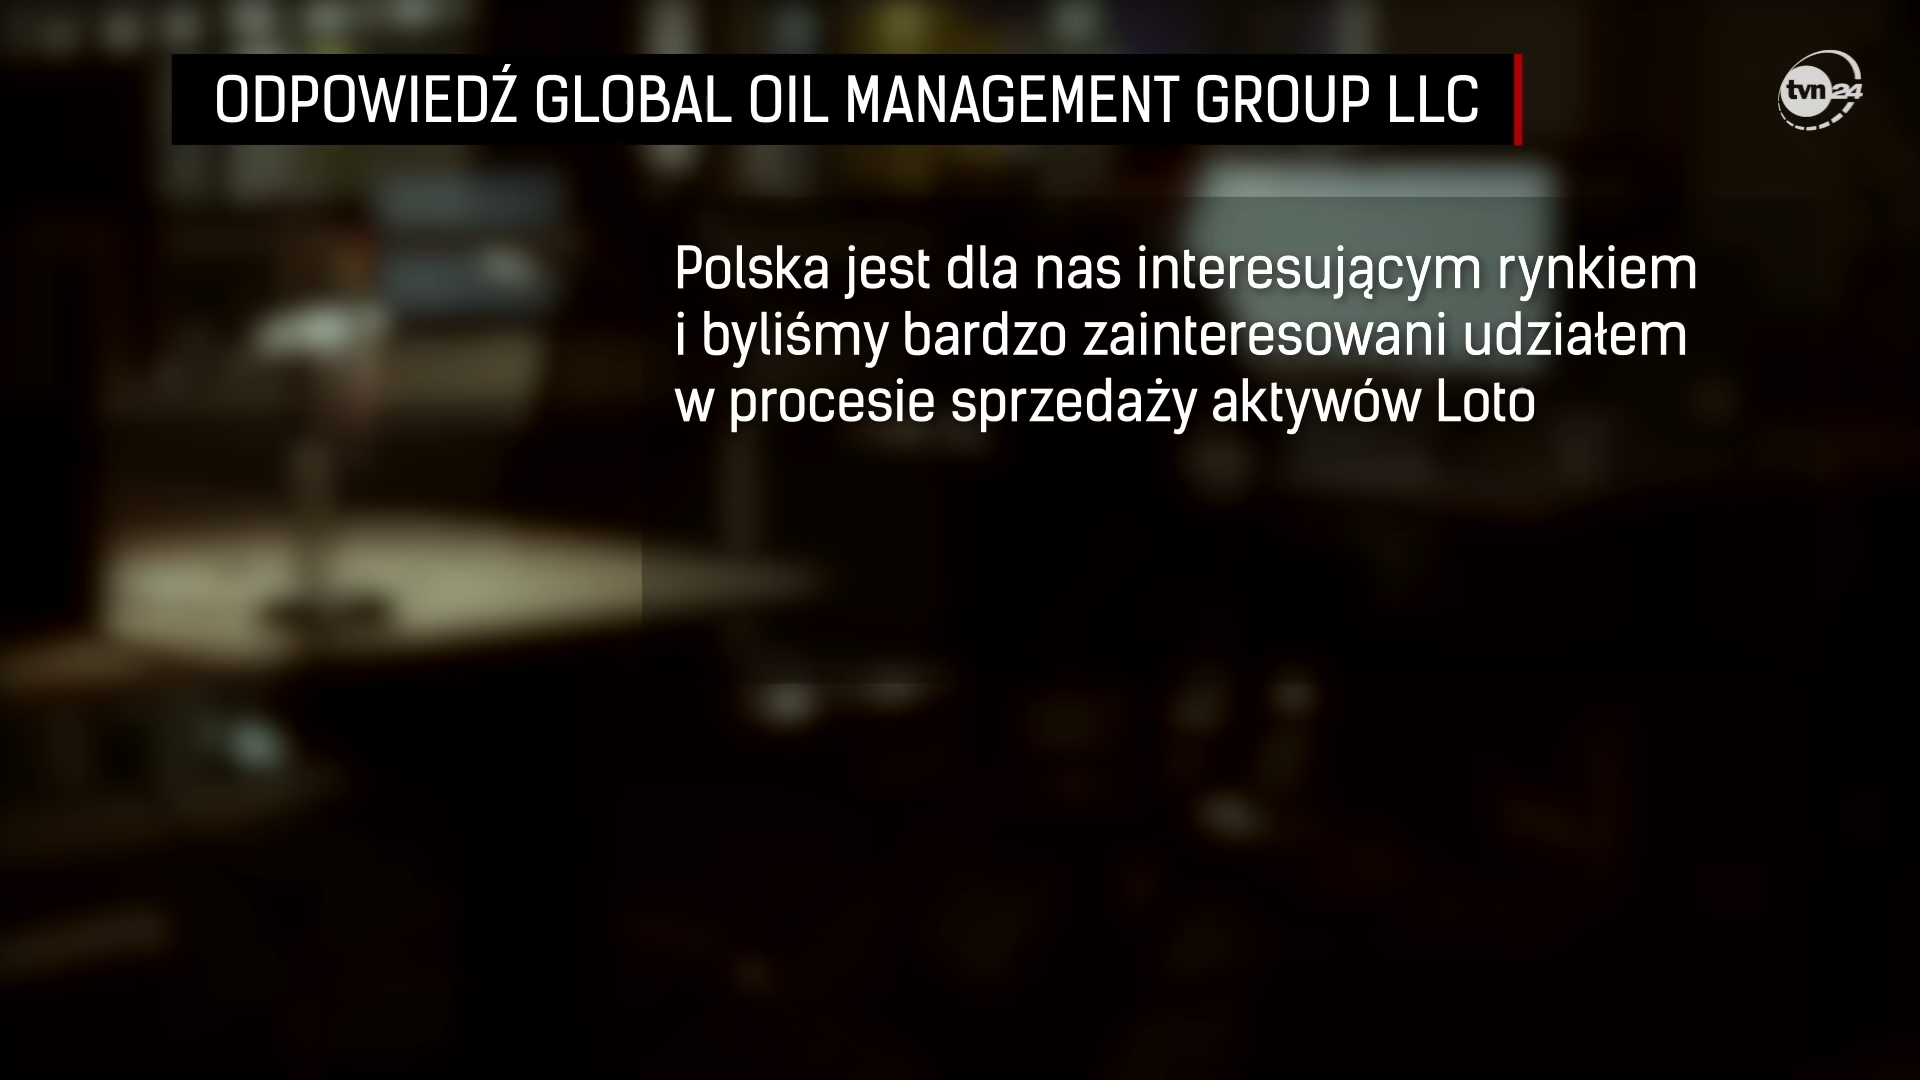 ODPOWIEDŹ GLOBAL OIL MANAGEMENT GROUP LLC
tvn24
Polska jest dla nas interesującym rynkiem
i byliśmy bardzo zainteresowani udziałem
w procesie sprzedaży aktywów Loto